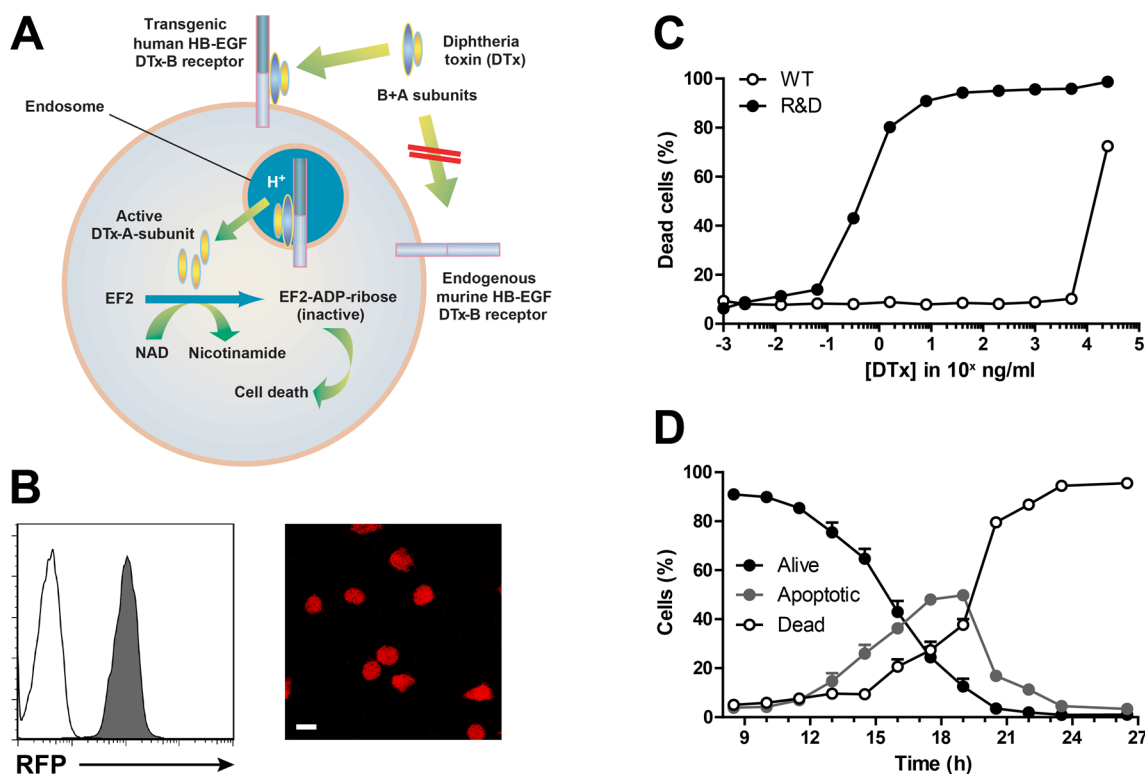 A
Transgenic
human HB-EGF
DTx-B receptor
Diphtheria
toxin (DTx)
B+A subunits
Endosome
H+
Active
DTx-A-subunit
EF2
EF2-ADP-ribose
(inactive)
NAD
Nicotinamide
Cell death
Endogenous
murine HB-EGF
DTx-B receptor
B
RFP
C
WT
R&D
Dead cells (%)
100
80
60
40
20
0
-3
-2
-1
0
1
2
3
4
5
[DTx] in 10ˣ ng/ml
D
Cells (%)
100
80
60
40
20
0
Alive
Apoptotic
Dead
9
12
15
18
21
24
27
Time (h)